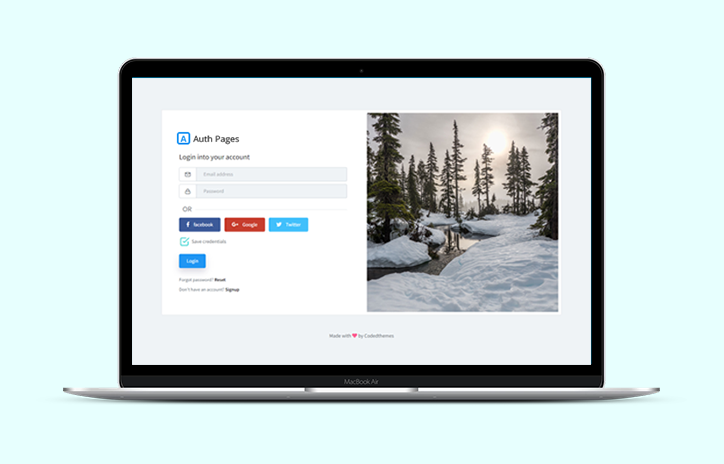 A Auth Pages
Login into your account
Email address
Password
OR
f facebook
G+ Google
Twitter
Save credentials
Login
Forgot password? Reset
Don't have an account? Signup
Made with by Codedthemes
MacBook Air